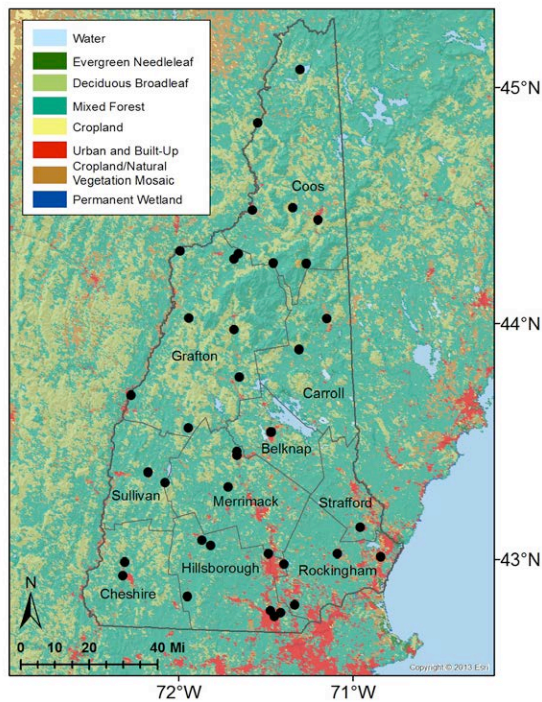 Water
Evergreen Needleleaf
Deciduous Broadleaf
Mixed Forest
Cropland
Urban and Built-Up
Cropland/Natural
Vegetation Mosaic
Permanent Wetland
45°N
Coos
44°N
Grafton
Carroll
Belknap
Sullivan
Merrimack
Strafford
43°N
Hillsborough
Rockingham
Cheshire
N
0 10 20 40 Mi
Copyright © 2013 Esri
72°W
71°W